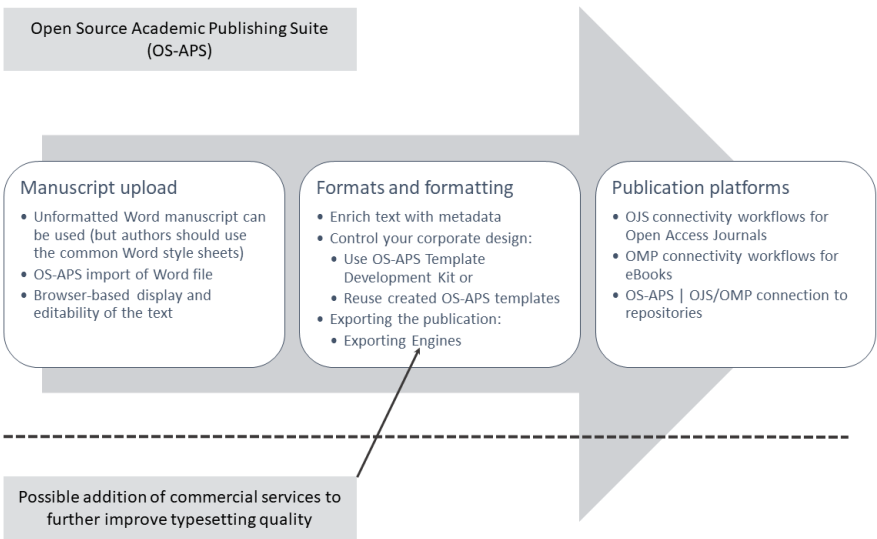 Open Source Academic Publishing Suite
(OS-APS)
Manuscript upload
• Unformatted Word manuscript can
be used (but authors should use
the common Word style sheets)
• OS-APS import of Word file
• Browser-based display and
editability of the text
Formats and formatting
• Enrich text with metadata
• Control your corporate design:
• Use OS-APS Template
Development Kit or
• Reuse created OS-APS templates
• Exporting the publication:
• Exporting Engines
Publication platforms
• OJS connectivity workflows for
Open Access Journals
• OMP connectivity workflows for
eBooks
• OS-APS | OJS/OMP connection to
repositories
Possible addition of commercial services to
further improve typesetting quality